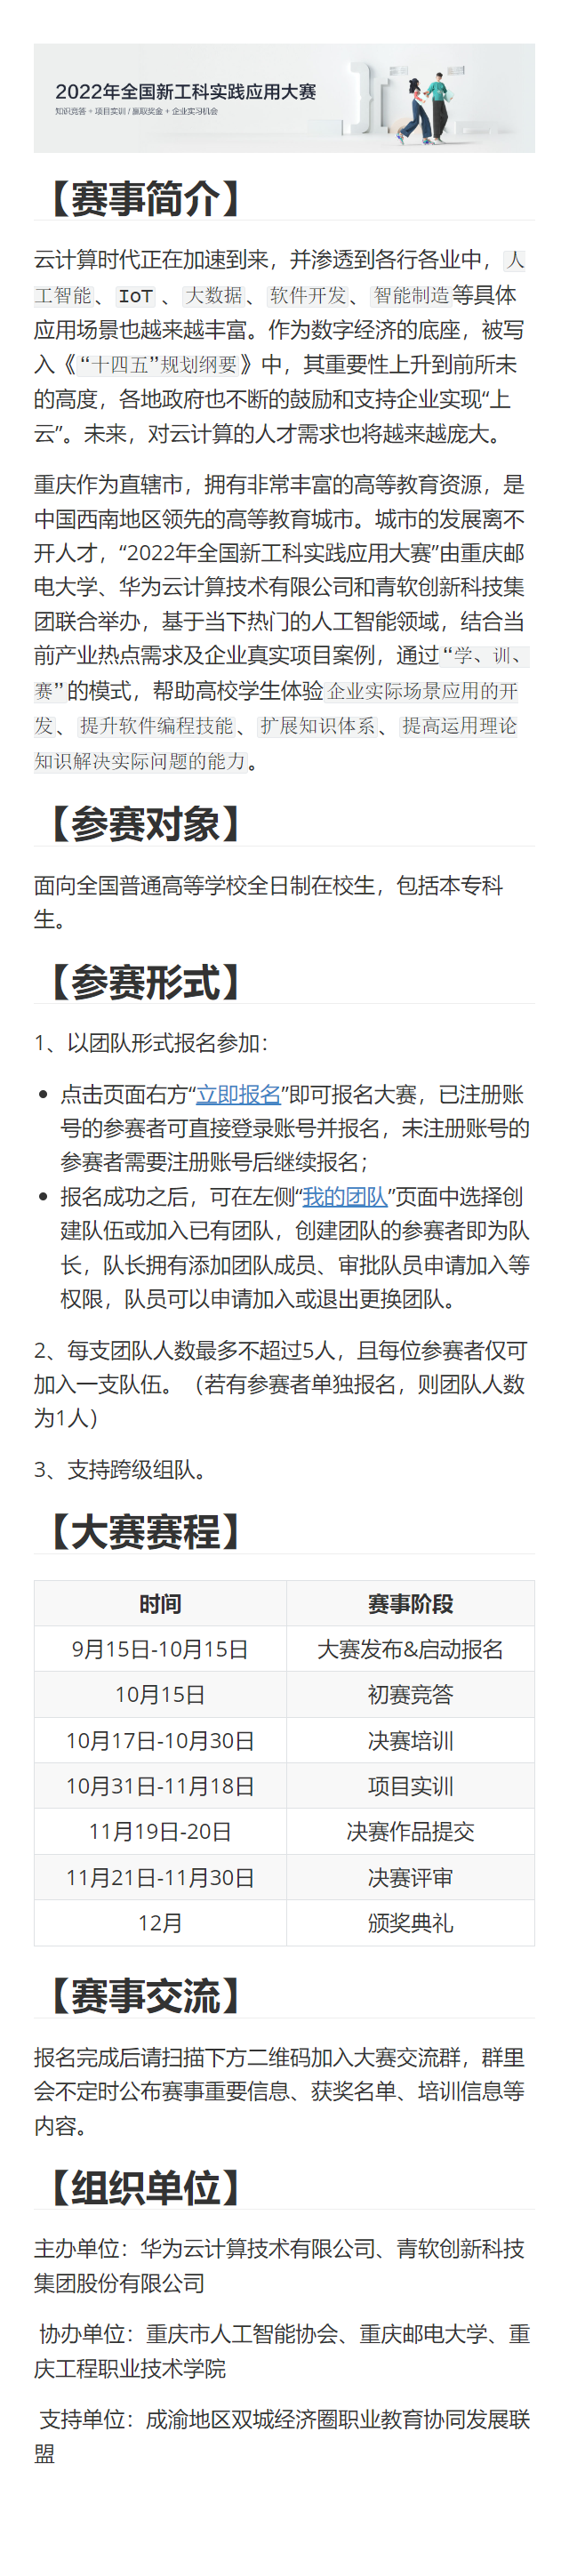 2022年全国新工科实践应用大赛
知识竞答 + 项目实训 / 赢取奖金 + 企业实习机会
【赛事简介】
云计算时代正在加速到来，并渗透到各行各业中，人
工智能、IoT、大数据、软件开发、智能制造等具体
应用场景也越来越丰富。作为数字经济的底座，被写
入《“十四五”规划纲要》中，其重要性上升到前所未
的高度，各地政府也不断的鼓励和支持企业实现“上
云”。未来，对云计算的人才需求也将越来越庞大。
重庆作为直辖市，拥有非常丰富的高等教育资源，是
中国西南地区领先的高等教育城市。城市的发展离不
开人才，“2022年全国新工科实践应用大赛”由重庆邮
电大学、华为云计算技术有限公司和青软创新科技集
团联合举办，基于当下热门的人工智能领域，结合当
前产业热点需求及企业真实项目案例，通过“学、训、
赛”的模式，帮助高校学生体验企业实际场景应用的开
发、提升软件编程技能、扩展知识体系、提高运用理论
知识解决实际问题的能力。
【参赛对象】
面向全国普通高等学校全日制在校生，包括本专科
生。
【参赛形式】
1、以团队形式报名参加：
• 点击页面右方“立即报名”即可报名大赛，已注册账
号的参赛者可直接登录账号并报名，未注册账号的
参赛者需要注册账号后继续报名；
• 报名成功之后，可在左侧“我的团队”页面中选择创
建队伍或加入已有团队，创建团队的参赛者即为队
长，队长拥有添加团队成员、审批队员申请加入等
权限，队员可以申请加入或退出更换团队。
2、每支团队人数最多不超过5人，且每位参赛者仅可
加入一支队伍。（若有参赛者单独报名，则团队人数
为1人）
3、支持跨级组队。
【大赛赛程】
时间 赛事阶段
9月15日-10月15日 大赛发布&启动报名
10月15日 初赛竞答
10月17日-10月30日 决赛培训
10月31日-11月18日 项目实训
11月19日-20日 决赛作品提交
11月21日-11月30日 决赛评审
12月 颁奖典礼
【赛事交流】
报名完成后请扫描下方二维码加入大赛交流群，群里
会不定时公布赛事重要信息、获奖名单、培训信息等
内容。
【组织单位】
主办单位：华为云计算技术有限公司、青软创新科技
集团股份有限公司
协办单位：重庆市人工智能协会、重庆邮电大学、重
庆工程职业技术学院
支持单位：成渝地区双城经济圈职业教育协同发展联
盟